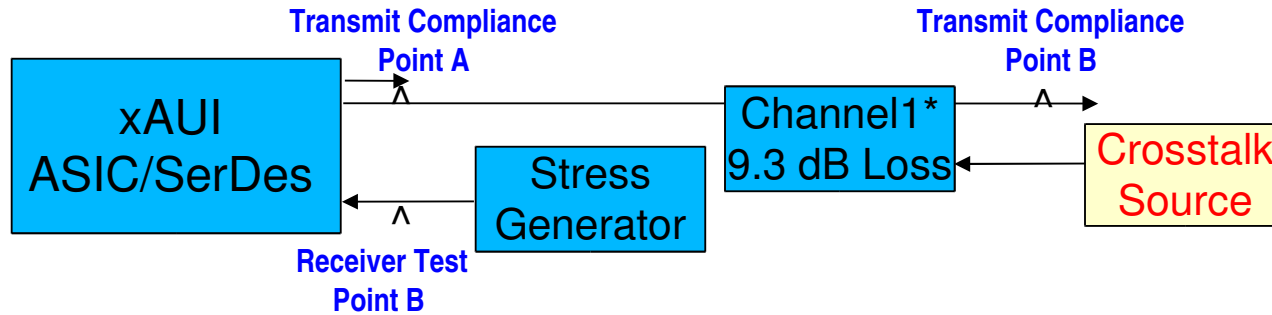 Transmit Compliance
Point A
Transmit Compliance
Point B
xAUI
ASIC/SerDes
^
Channel1*
9.3 dB Loss
^
Crosstalk
Source
Stress
Generator
^
Receiver Test
Point B